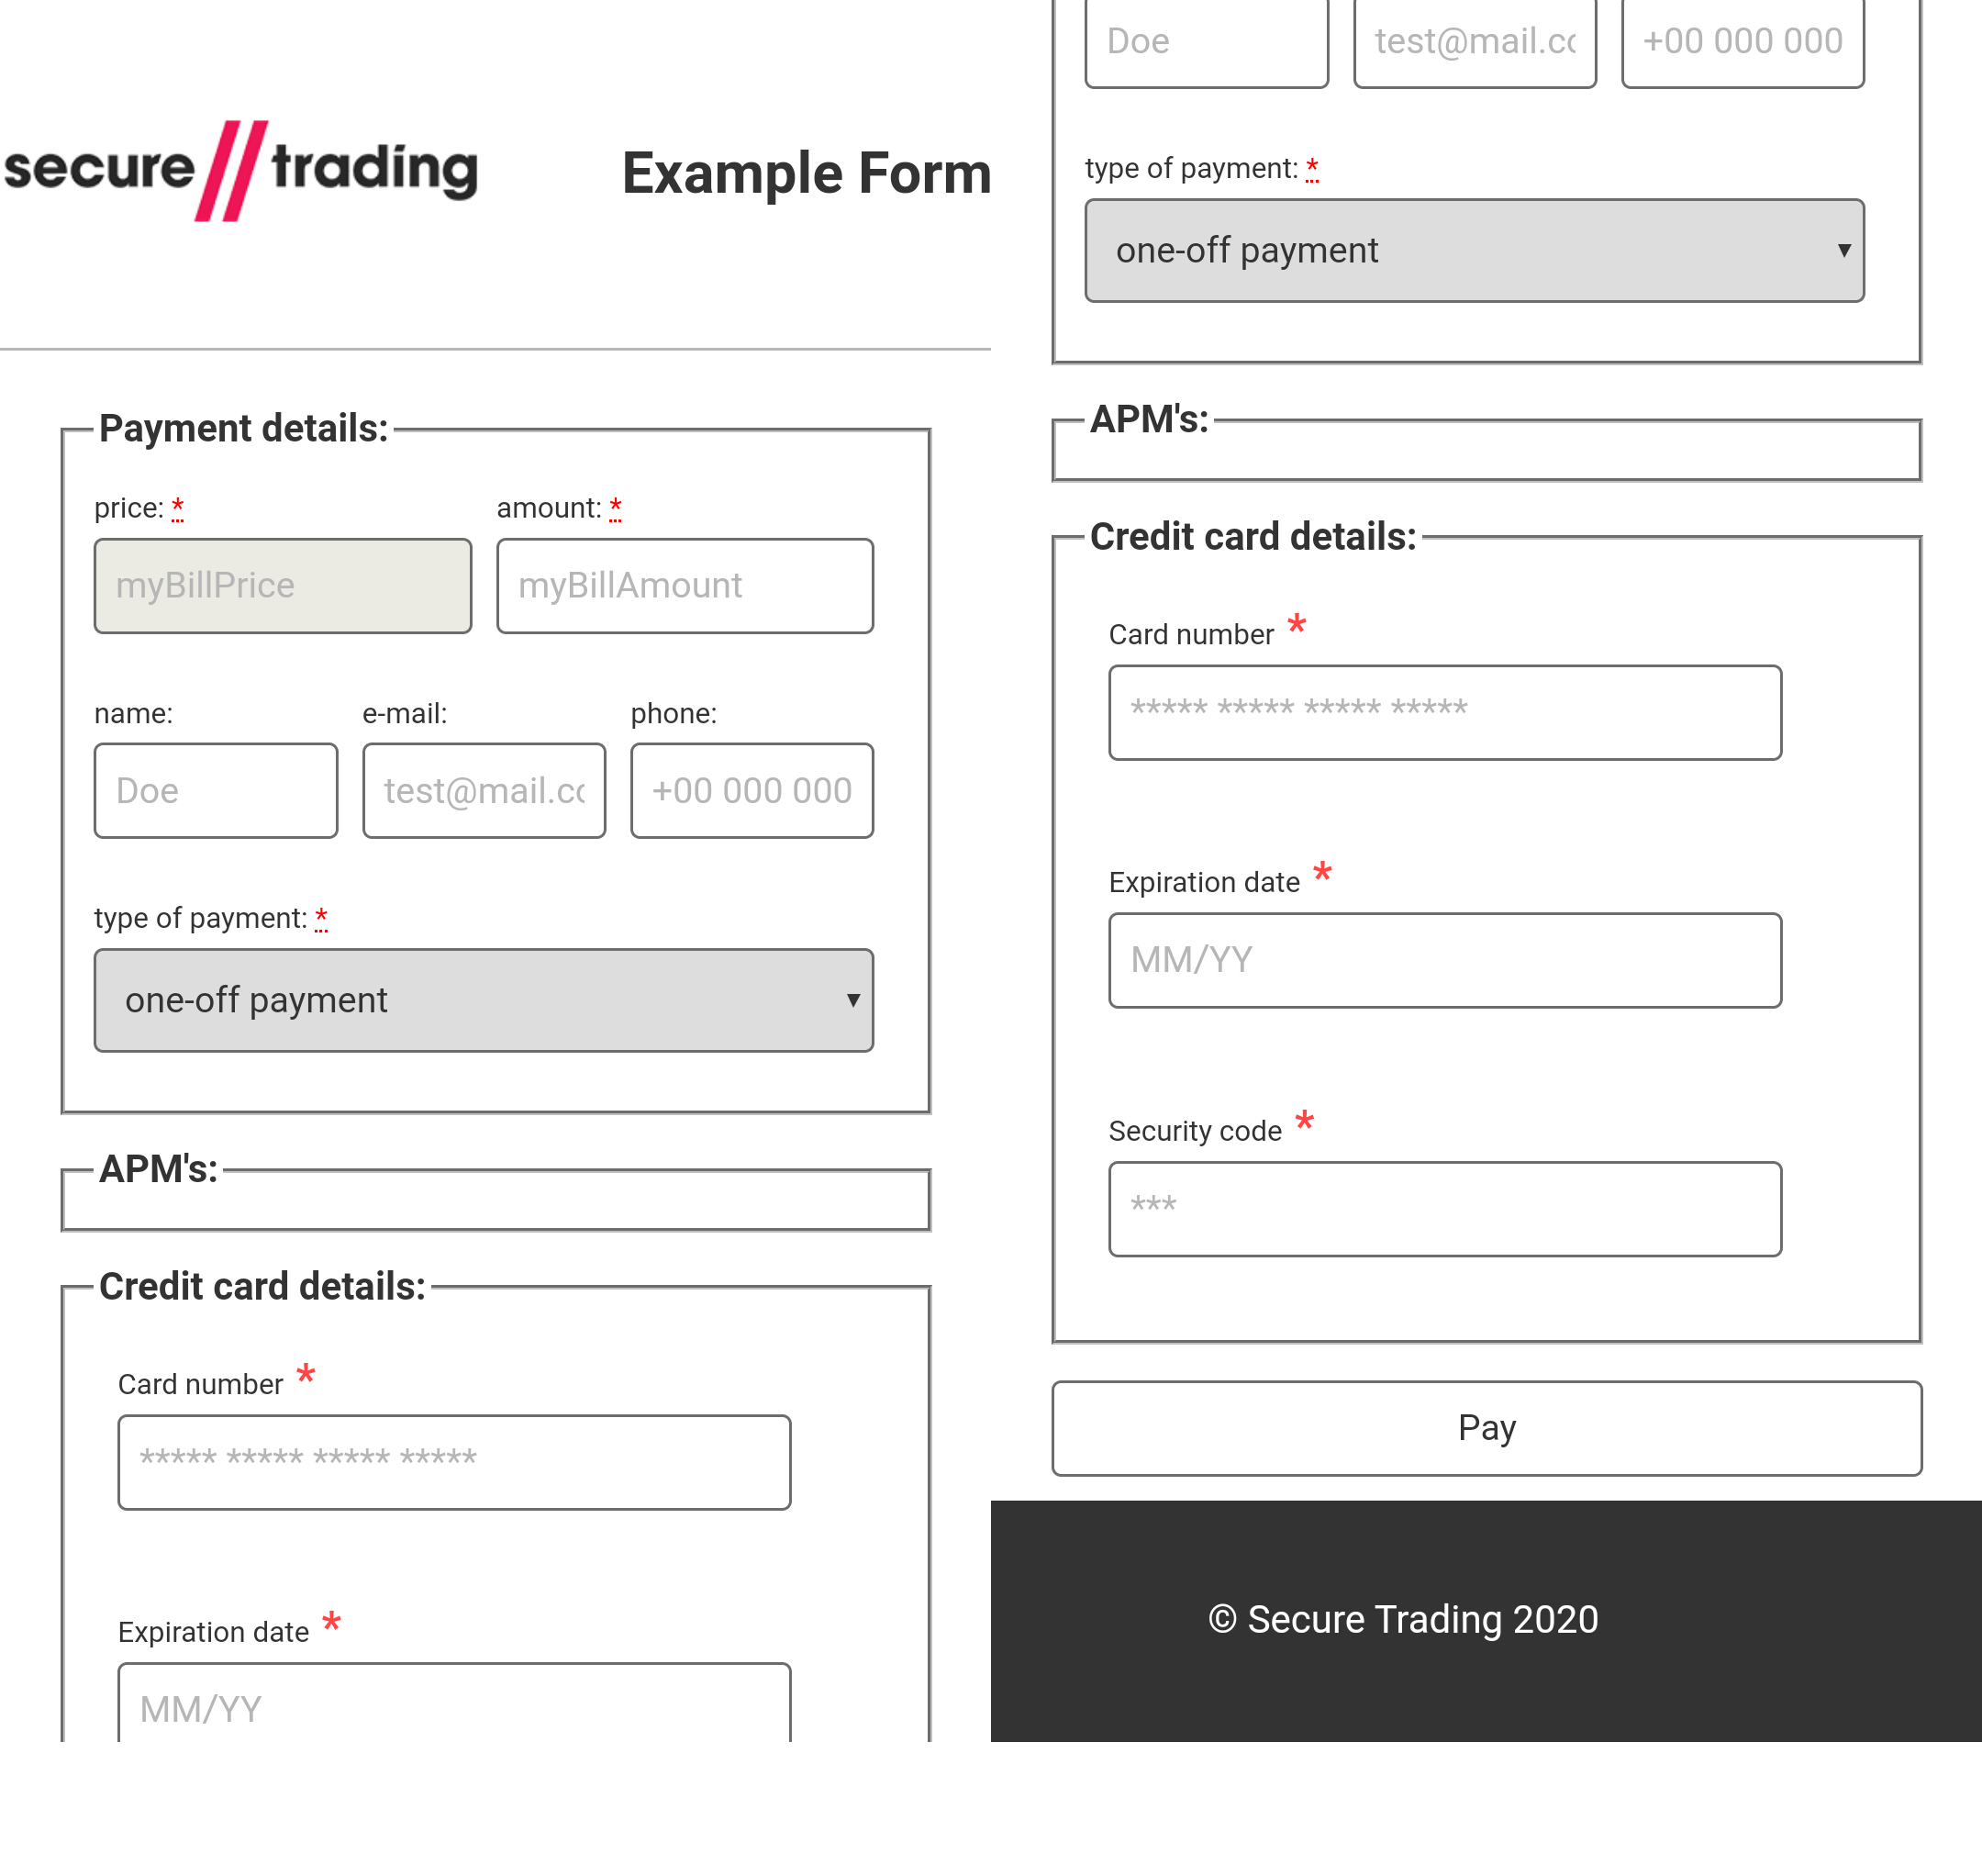 secure//trading
Example Form
Payment details:
price: * amount: *
myBillPrice myBillAmount
name: e-mail: phone:
Doe test@mail.co +00 000 000
type of payment: *
one-off payment
APM's:
Credit card details:
Card number *
***** ***** ***** *****
Expiration date *
MM/YY
Doe test@mail.co +00 000 000
type of payment: *
one-off payment
APM's:
Credit card details:
Card number *
***** ***** ***** *****
Expiration date *
MM/YY
Security code *
***
Pay
© Secure Trading 2020